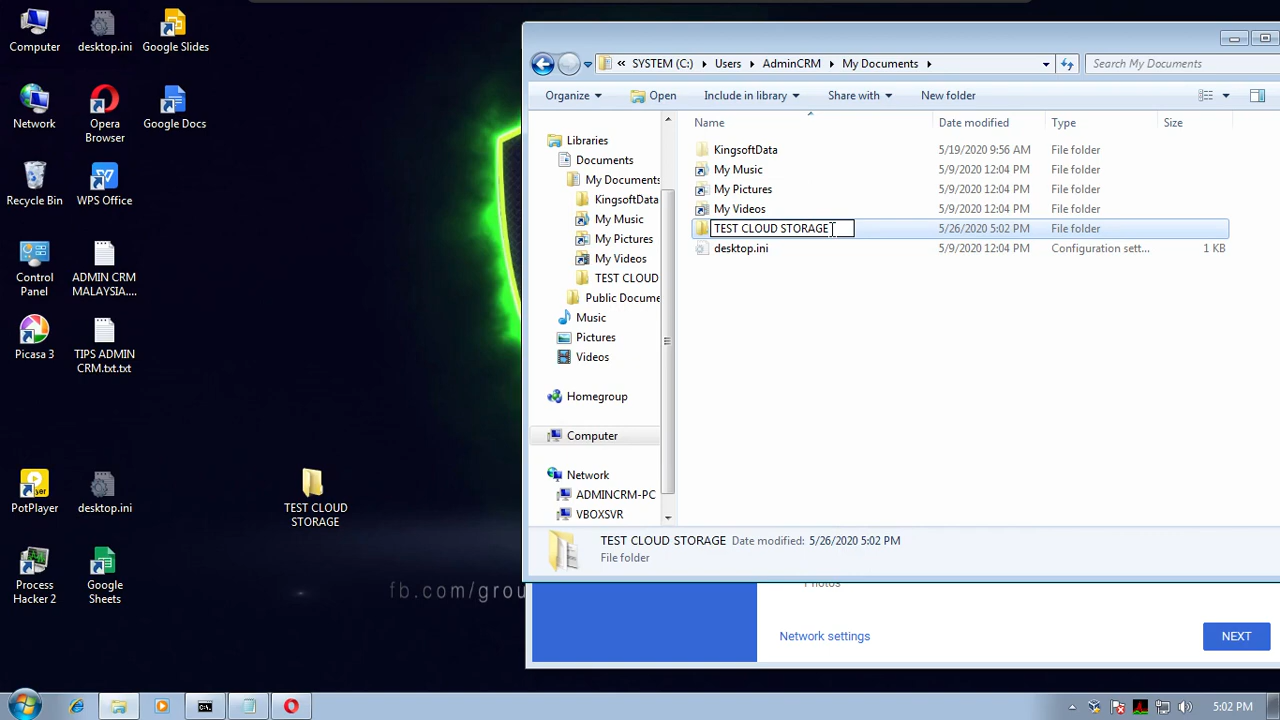 Computer
desktop.ini
Google Slides
Network
Opera
Browser
Google Docs
Recycle Bin
WPS Office
Control
Panel
ADMIN CRM
MALAYSIA....
Picasa 3
TIPS ADMIN
CRM.txt.txt
PotPlayer
desktop.ini
TEST CLOUD
STORAGE
Process
Hacker 2
Google
Sheets
fb.com/grou
« SYSTEM (C:) Users AdminCRM My Documents
Search My Documents
Organize Open Include in library Share with New folder
Name Date modified Type Size
Libraries
Documents
My Documents
KingsoftData
My Music
My Pictures
My Videos
TEST CLOUD
Public Docume
Music
Pictures
Videos
Homegroup
Computer
Network
ADMINCRM-PC
VBOXSVR
KingsoftData 5/19/2020 9:56 AM File folder
My Music 5/9/2020 12:04 PM File folder
My Pictures 5/9/2020 12:04 PM File folder
My Videos 5/9/2020 12:04 PM File folder
TEST CLOUD STORAGE 5/26/2020 5:02 PM File folder
desktop.ini 5/9/2020 12:04 PM Configuration sett... 1 KB
TEST CLOUD STORAGE Date modified: 5/26/2020 5:02 PM
File folder
Photos
Network settings
NEXT
5:02 PM